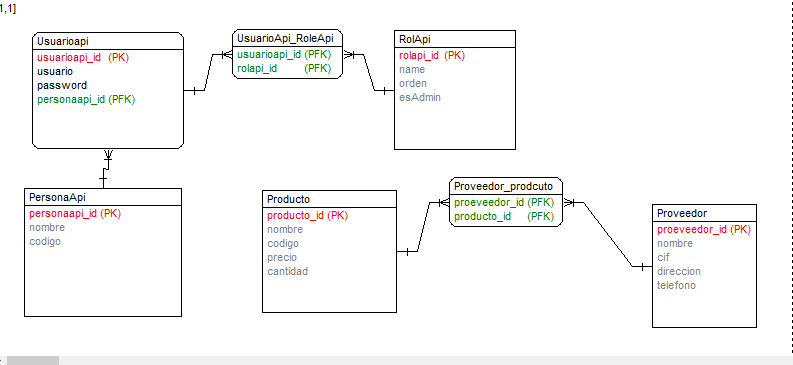 1,1]
Usuarioapi
usuarioapi_id (PK)
usuario
password
personaapi_id (PFK)
UsuarioApi_RoleApi
usuarioapi_id (PFK)
rolapi_id (PFK)
RolApi
rolapi_id (PK)
name
orden
esAdmin
PersonaApi
personaapi_id (PK)
nombre
codigo
Producto
producto_id (PK)
nombre
codigo
precio
cantidad
Proveedor_prodcuto
proeveedor_id (PFK)
producto_id (PFK)
Proveedor
proeveedor_id (PK)
nombre
cif
direccion
telefono